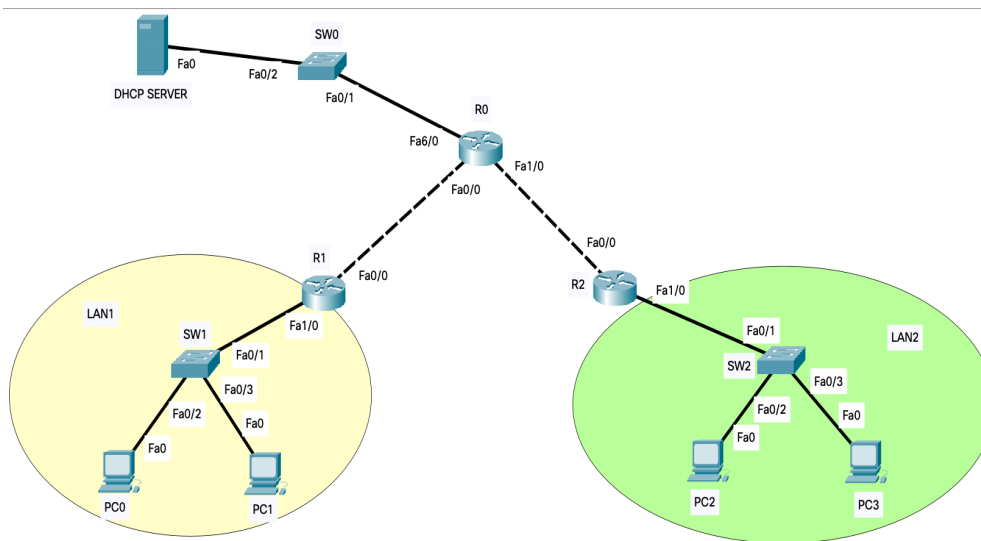 SW0
Fa0
Fa0/2
DHCP SERVER
Fa0/1
R0
Fa6/0
Fa1/0
Fa0/0
Fa0/0
R1
Fa0/0
R2
Fa1/0
LAN1
Fa1/0
SW1
Fa0/1
Fa0/1
LAN2
SW2
Fa0/3
Fa0/3
Fa0/2
Fa0/2
Fa0
Fa0
Fa0
Fa0
PC0
PC1
PC2
PC3